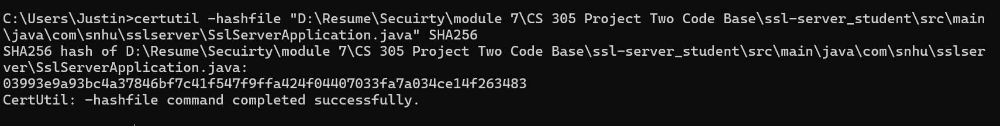 C:\Users\Justin>certutil -hashfile "D:\Resume\Secuirty\module 7\CS 305 Project Two Code Base\ssl-server_student\src\main
\java\com\snhu\sslserver\SslServerApplication.java" SHA256
SHA256 hash of D:\Resume\Secuirty\module 7\CS 305 Project Two Code Base\ssl-server_student\src\main\java\com\snhu\sslser
ver\SslServerApplication.java:
03993e9a93bc4a37846bf7c41f547f9ffa424f04407033fa7a034ce14f263483
CertUtil: -hashfile command completed successfully.